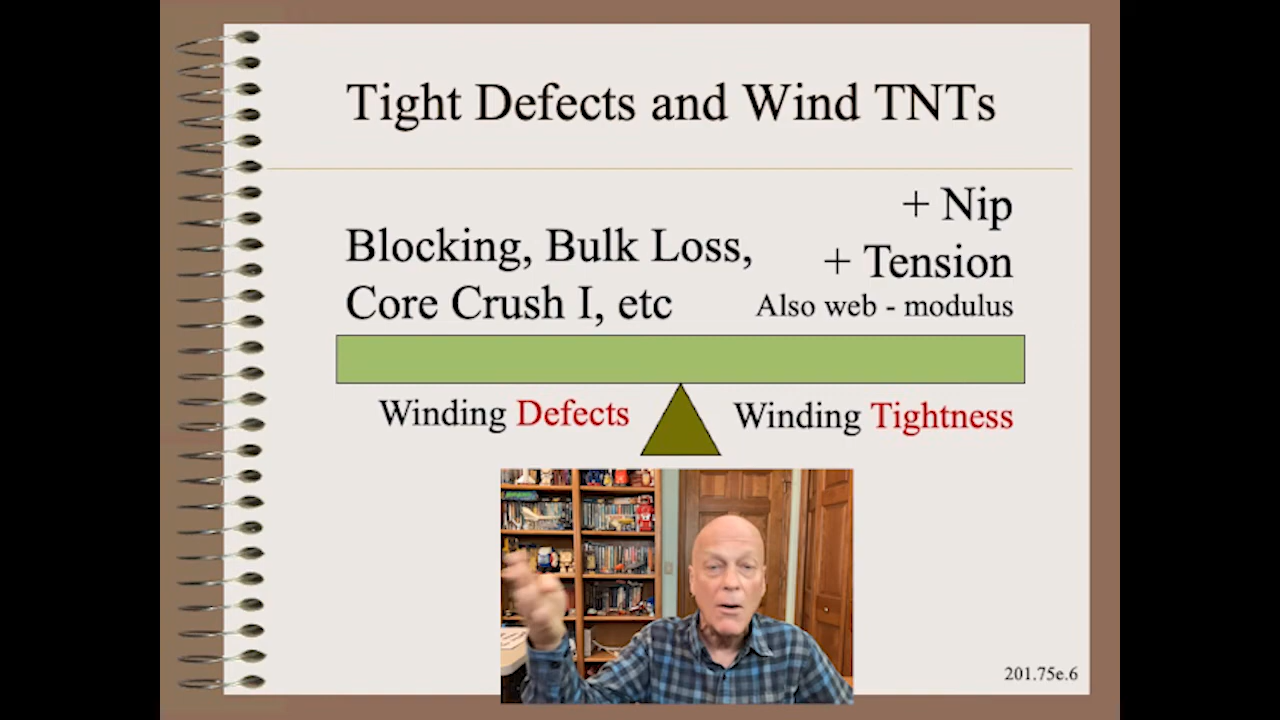 Tight Defects and Wind TNTs
+ Nip
Blocking, Bulk Loss,
+ Tension
Core Crush I, etc
Also web - modulus
Winding Defects
Winding Tightness
201.75e.6